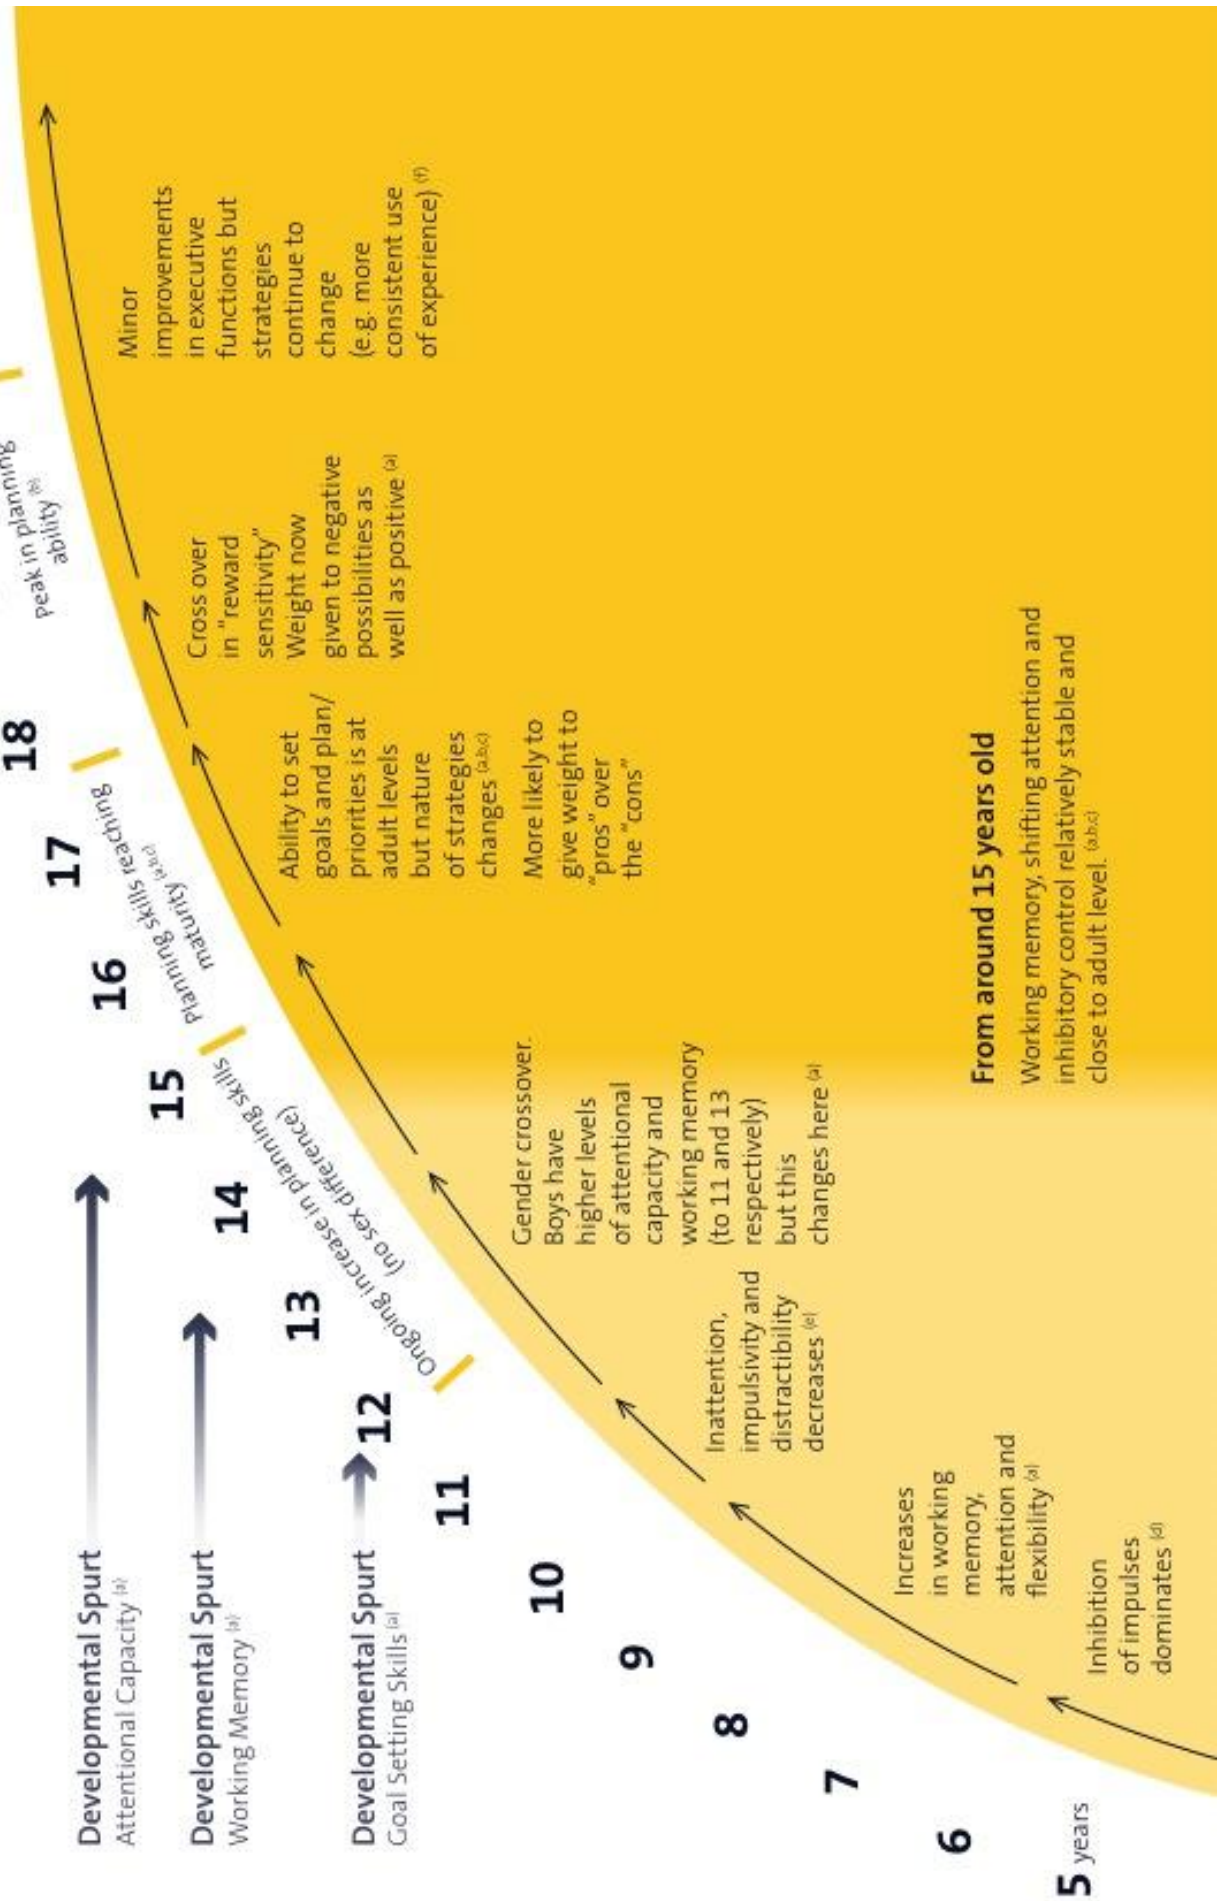 Developmental Spurt
Attentional Capacity (a)
Developmental Spurt
Working Memory (a)
Developmental Spurt
Goal Setting Skills (a)
5 years
6
7
8
9
10
11
12
13
14
15
16
17
18
Ongoing increase in planning skills
(no sex difference)
Planning skills reaching
maturity (a,b,c)
Peak in planning
ability (b)
Inhibition
of impulses
dominates (d)
Increases
in working
memory,
attention and
flexibility (a)
Inattention,
impulsivity and
distractibility
decreases (e)
Gender crossover.
Boys have
higher levels
of attentional
capacity and
working memory
(to 11 and 13
respectively)
but this
changes here (a)
Ability to set
goals and plan/
priorities is at
adult levels
but nature
of strategies
changes (a,b,c)
More likely to
give weight to
"pros" over
the "cons"
Cross over
in "reward
sensitivity"
Weight now
given to negative
possibilities as
well as positive (a)
Minor
improvements
in executive
functions but
strategies
continue to
change
(e.g. more
consistent use
of experience) (f)
From around 15 years old
Working memory, shifting attention and
inhibitory control relatively stable and
close to adult level. (a,b,c)